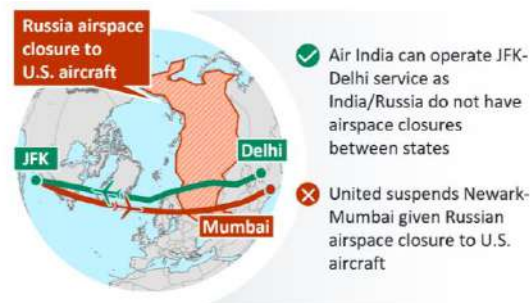 Russia airspace
closure to
U.S. aircraft
JFK
Delhi
Mumbai
Air India can operate JFK-
Delhi service as
India/Russia do not have
airspace closures
between states
United suspends Newark-
Mumbai given Russian
airspace closure to U.S.
aircraft